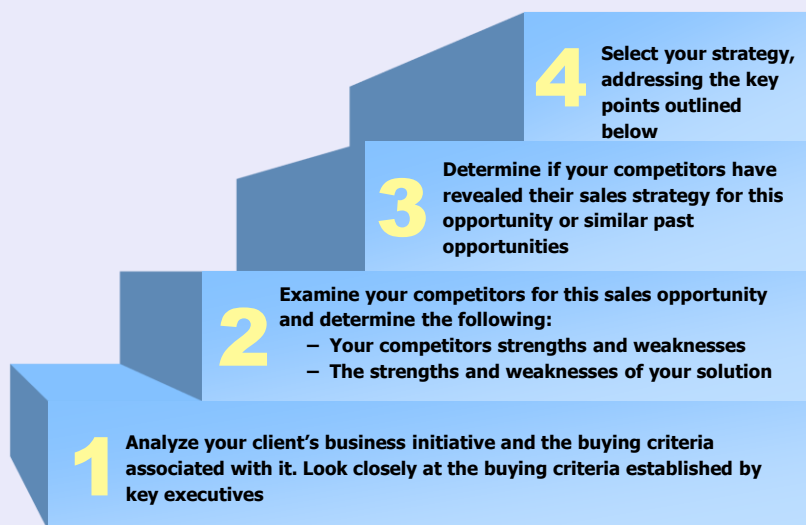 4
Select your strategy,
addressing the key
points outlined
below
3
Determine if your competitors have
revealed their sales strategy for this
opportunity or similar past
opportunities
2
Examine your competitors for this sales opportunity
and determine the following:
– Your competitors strengths and weaknesses
– The strengths and weaknesses of your solution
1
Analyze your client’s business initiative and the buying criteria
associated with it. Look closely at the buying criteria established by
key executives